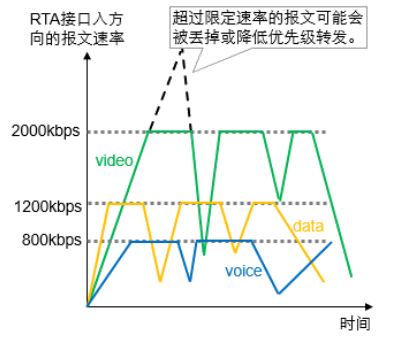 RTA接口入方
向的报文速率
超过限定速率的报文可能会
被丢掉或降低优先级转发。
2000kbps
video
1200kbps
data
800kbps
voice
时间